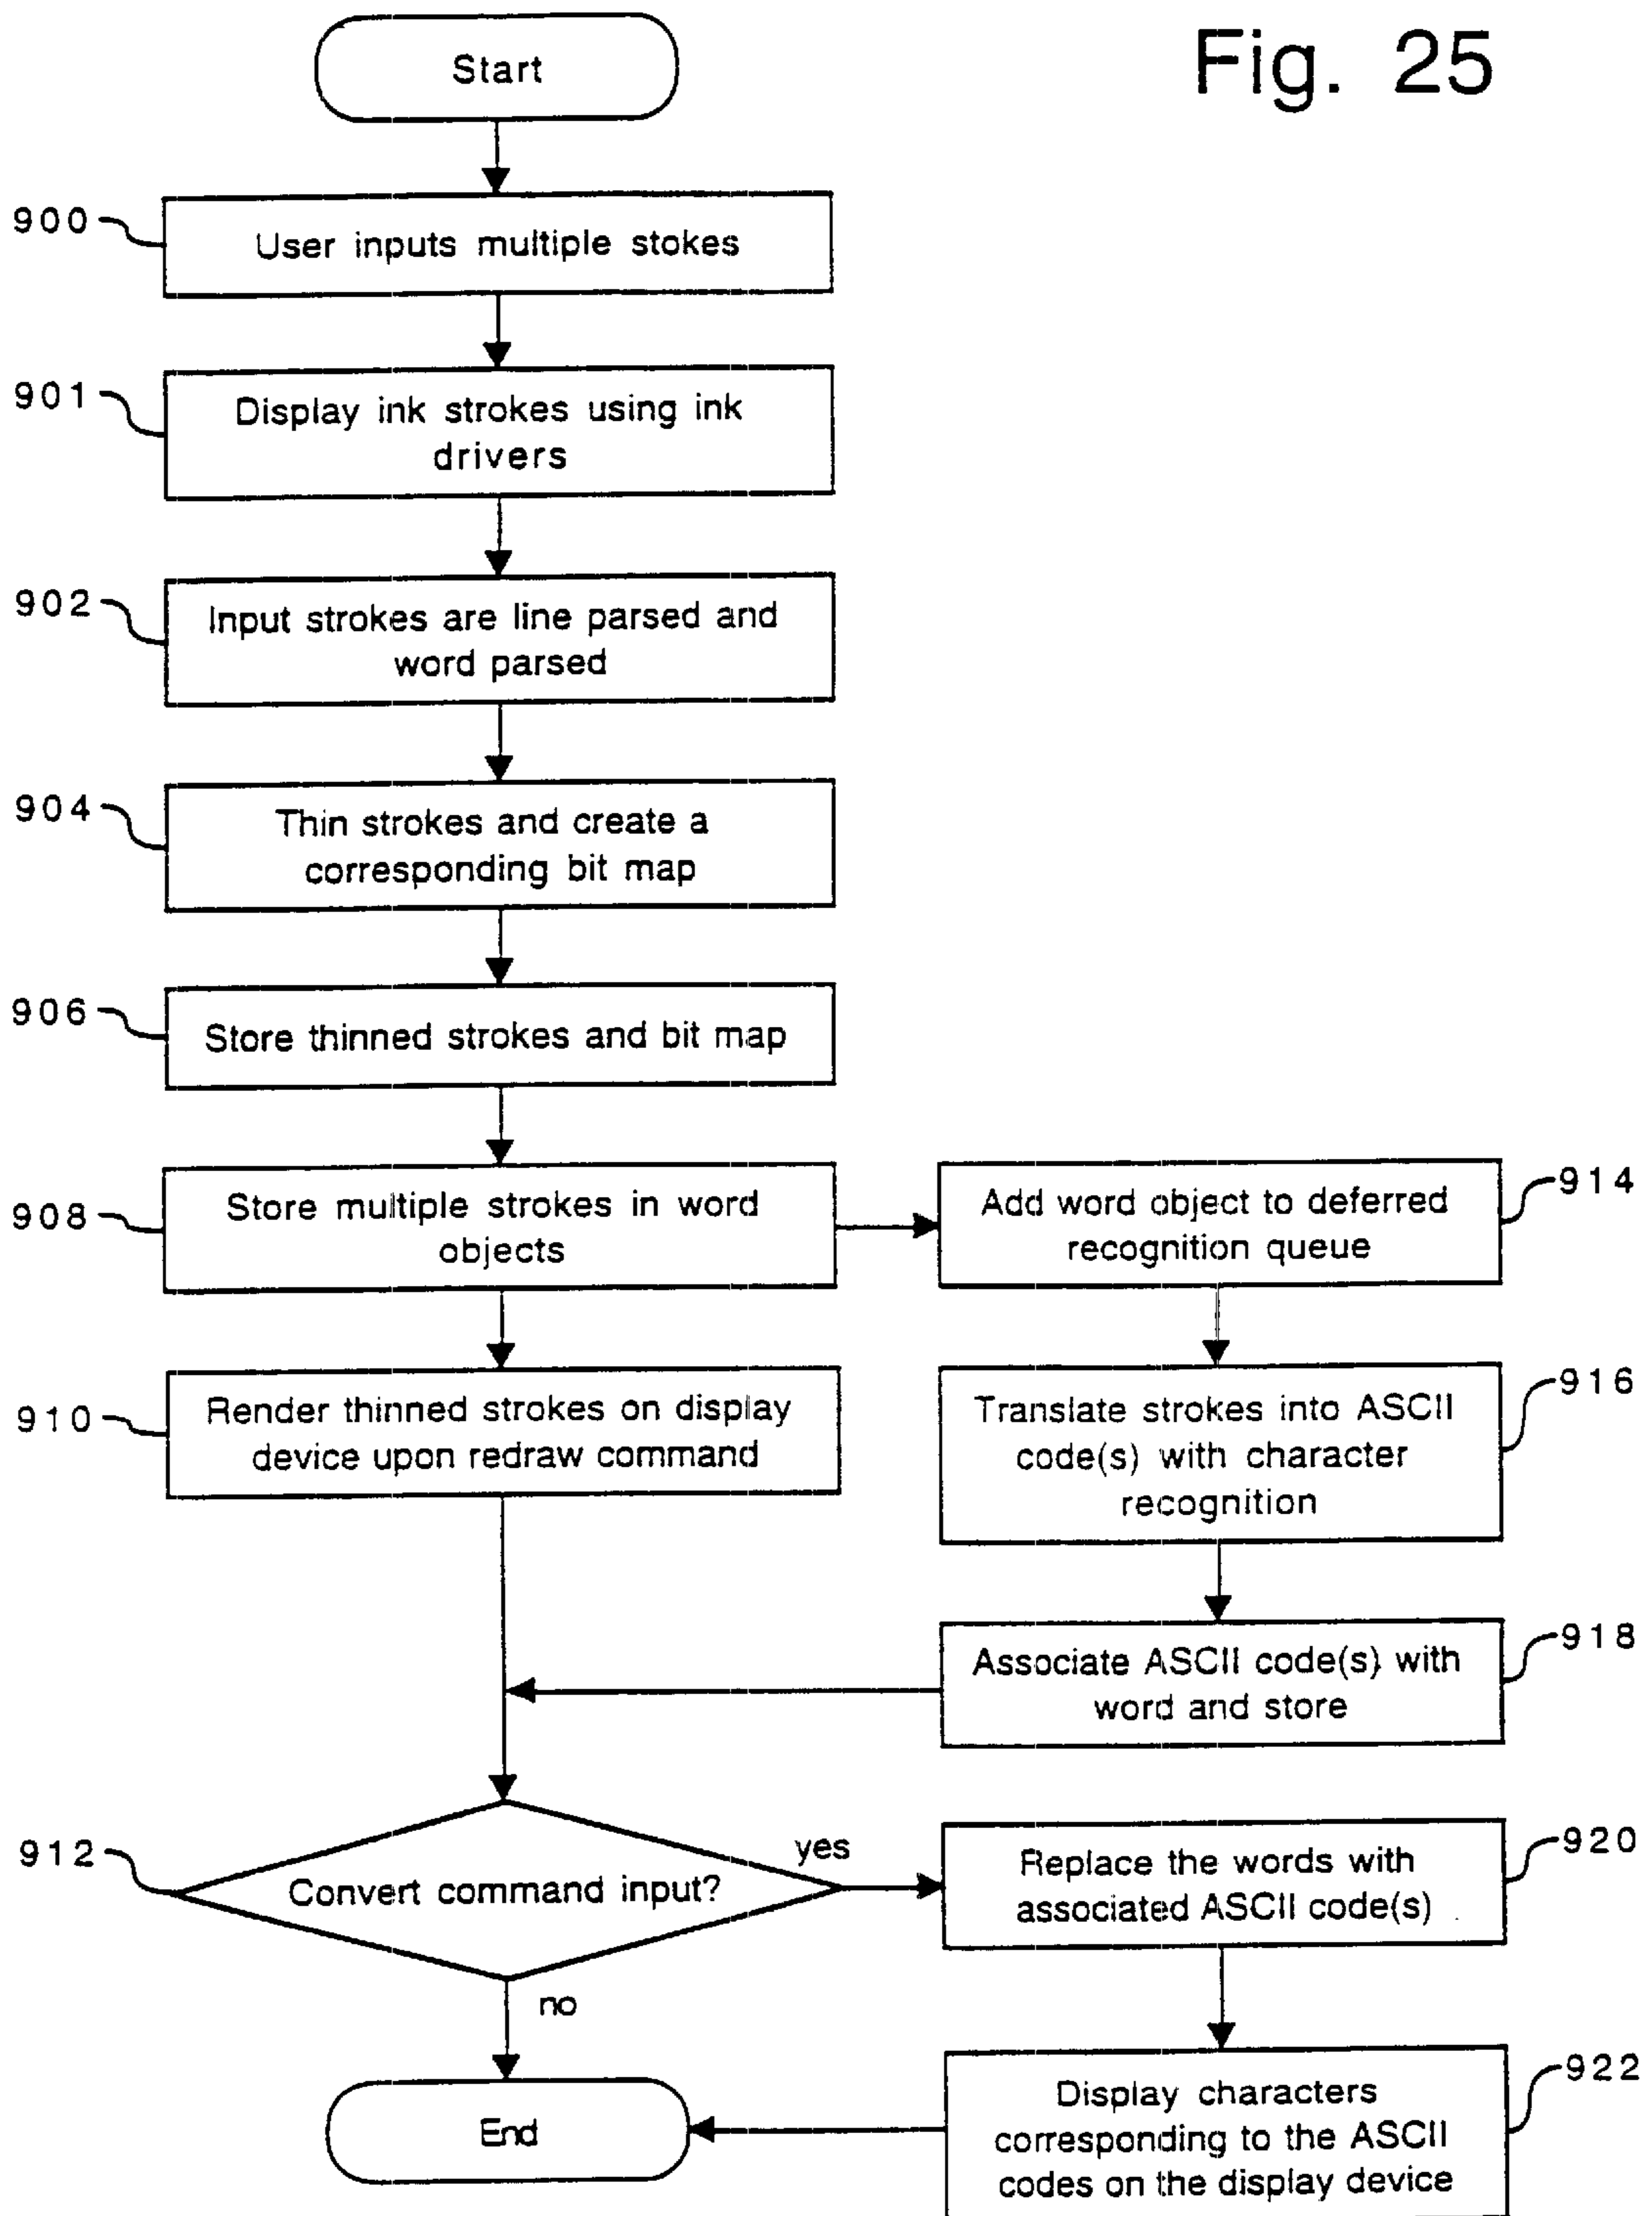 Fig. 25
Start
900
User inputs multiple stokes
901
Display ink strokes using ink
drivers
902
Input strokes are line parsed and
word parsed
904
Thin strokes and create a
corresponding bit map
906
Store thinned strokes and bit map
908
Store multiple strokes in word
objects
914
Add word object to deferred
recognition queue
910
Render thinned strokes on display
device upon redraw command
916
Translate strokes into ASCII
code(s) with character
recognition
918
Associate ASCII code(s) with
word and store
912
Convert command input?
yes
no
920
Replace the words with
associated ASCII code(s)
922
Display characters
corresponding to the ASCII
codes on the display device
End